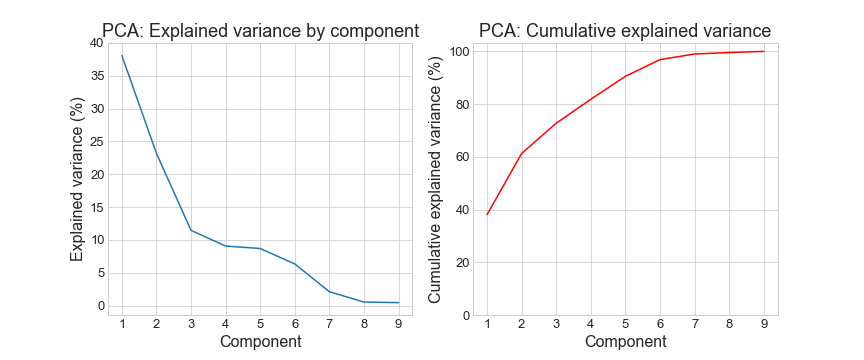 PCA: Explained variance by component
Explained variance (%)
40
35
30
25
20
15
10
5
0
1 2 3 4 5 6 7 8 9
Component
PCA: Cumulative explained variance
Cumulative explained variance (%)
100
80
60
40
20
0
1 2 3 4 5 6 7 8 9
Component